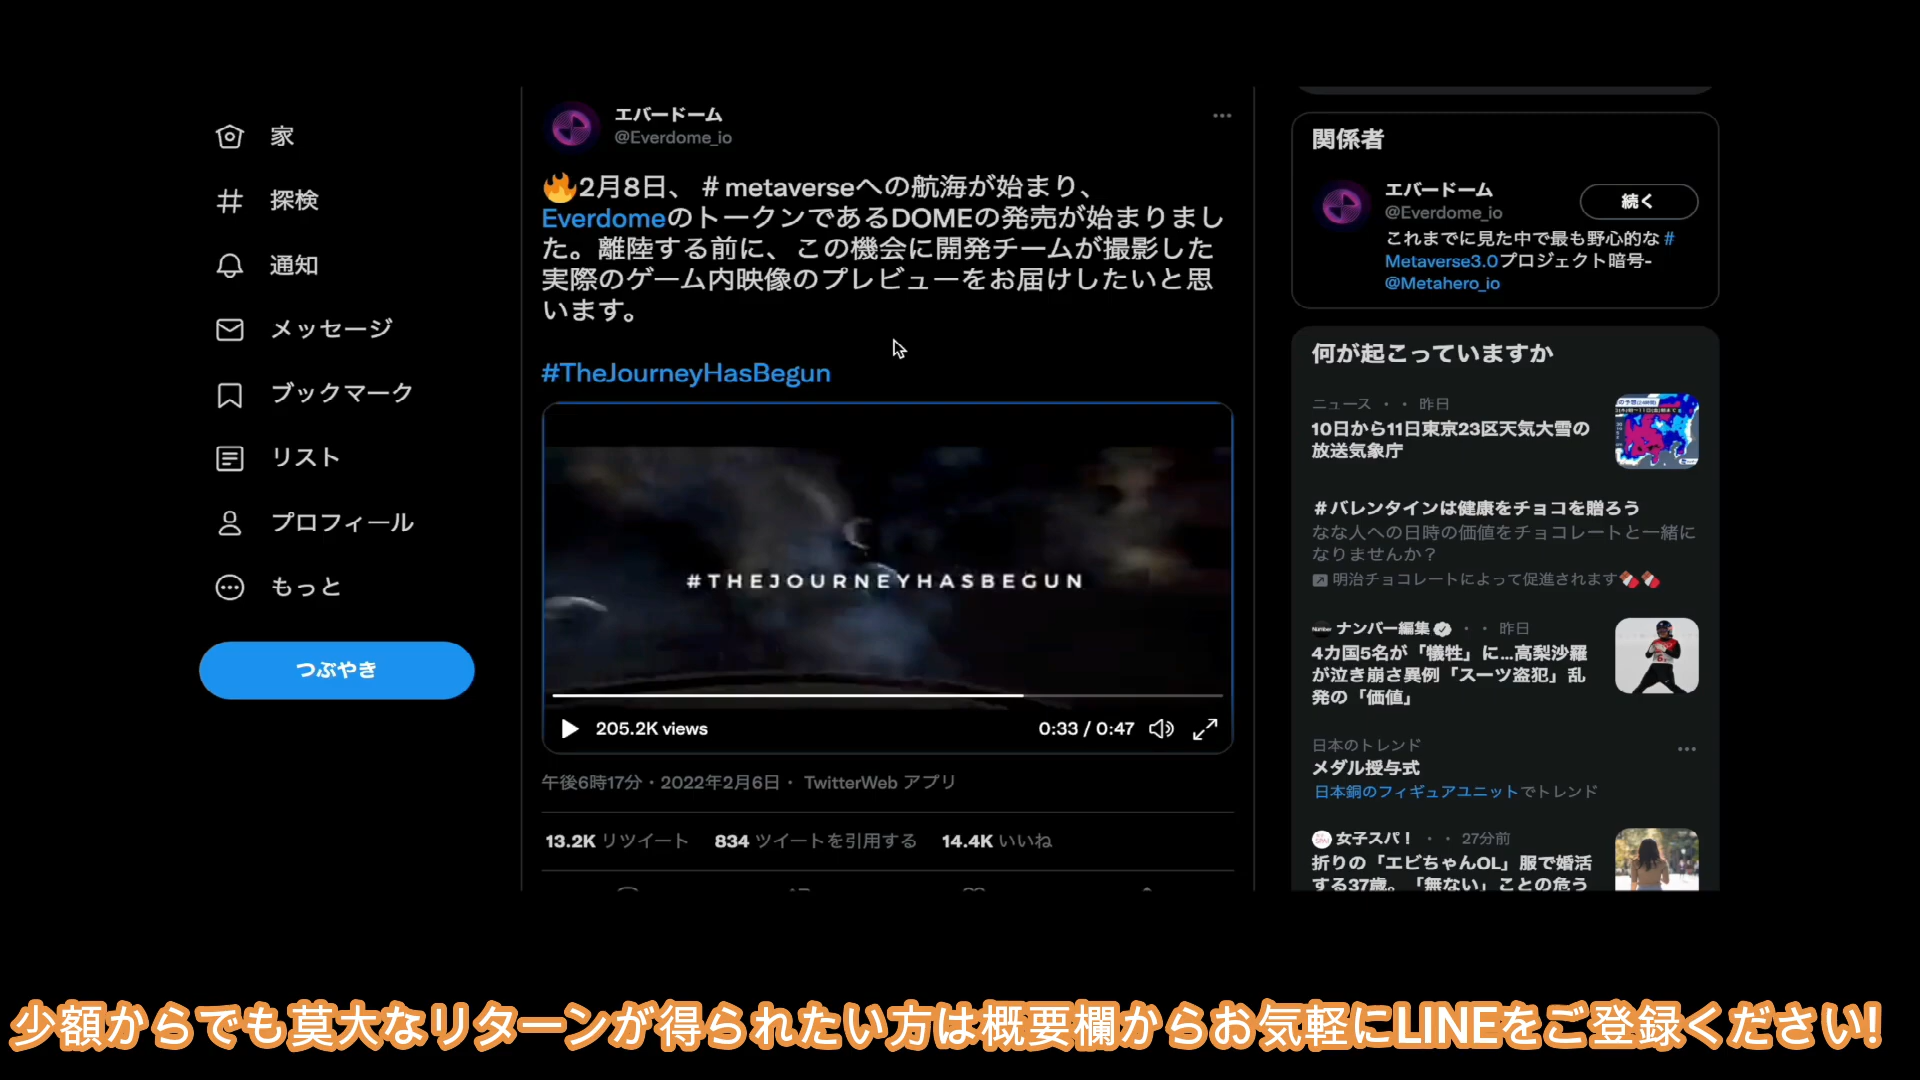 家
探検
通知
メッセージ
ブックマーク
リスト
プロフィール
もっと
つぶやき
エバードーム
@Everdome_io
🔥2月8日、＃metaverseへの航海が始まり、
EverdomeのトークンであるDOMEの発売が始まりまし
た。離陸する前に、この機会に開発チームが撮影した
実際のゲーム内映像のプレビューをお届けしたいと思
います。
#TheJourneyHasBegun
#THEJOURNEYHASBEGUN
205.2K views
0:33 / 0:47
午後6時17分・2022年2月6日・ TwitterWeb アプリ
13.2K リツイート 834 ツイートを引用する 14.4K いいね
関係者
エバードーム
@Everdome_io
続く
これまでに見た中で最も野心的な#
Metaverse3.0プロジェクト暗号-
@Metahero_io
何が起こっていますか
ニュース ・・ 昨日
10日から11日東京23区天気大雪の
放送気象庁
＃バレンタインは健康をチョコを贈ろう
なな人への日時の価値をチョコレートと一緒に
なりませんか？
明治チョコレートによって促進されます🍫🍫
Number ナンバー編集 ・・ 昨日
4カ国5名が「犠牲」に...高梨沙羅
が泣き崩さ異例「スーツ盗犯」乱
発の「価値」
日本のトレンド
メダル授与式
日本銅のフィギュアユニットでトレンド
女子スパ！ ・・ 27分前
折りの「エビちゃんOL」服で婚活
する37歳。「無ない」ことの危う
少額からでも莫大なリターンが得られたい方は概要欄からお気軽にLINEをご登録ください!